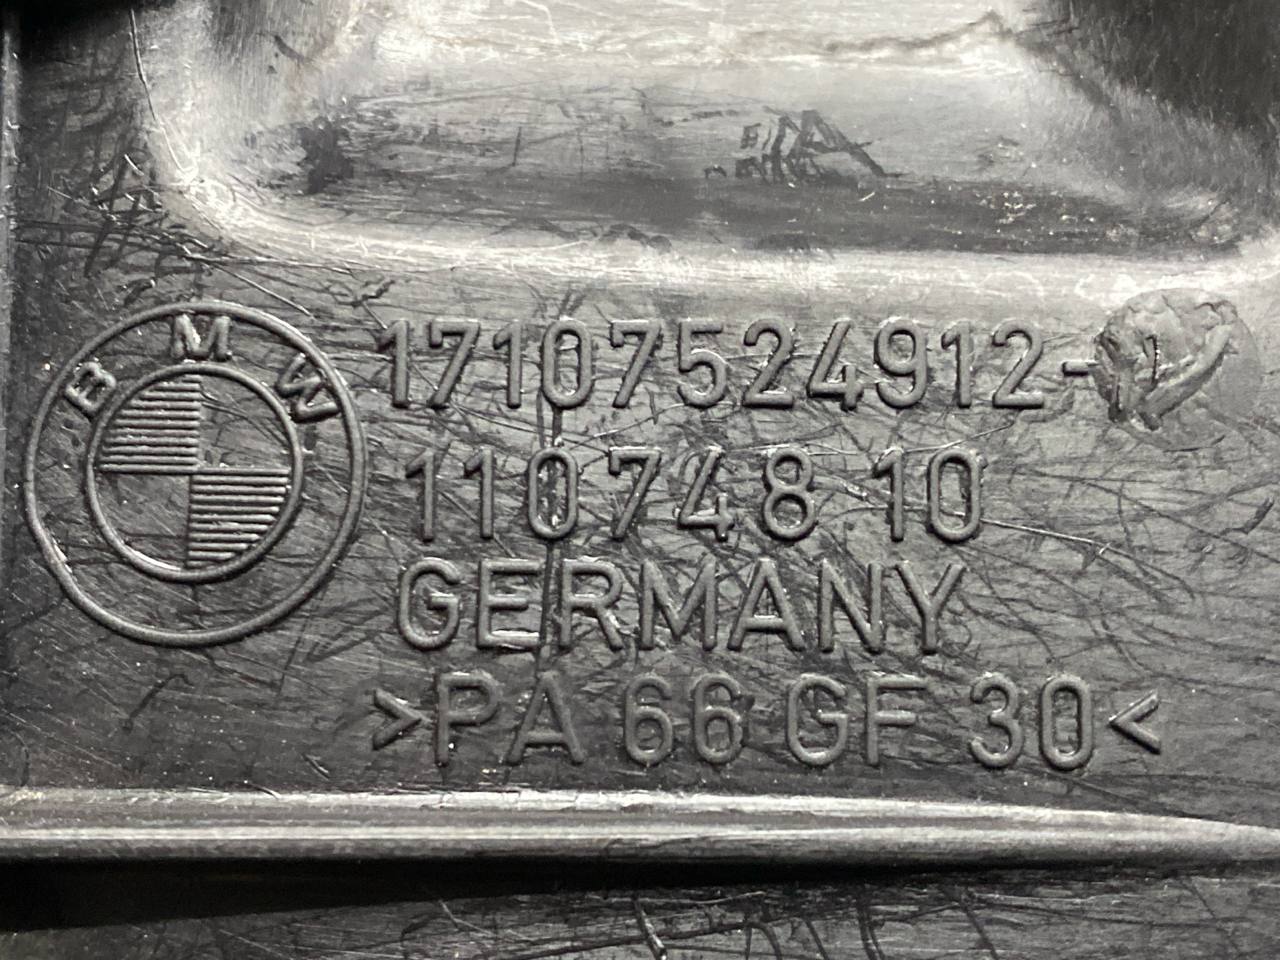 BMW
17107524912-
110748 10
GERMANY
>PA 66 GF 30<